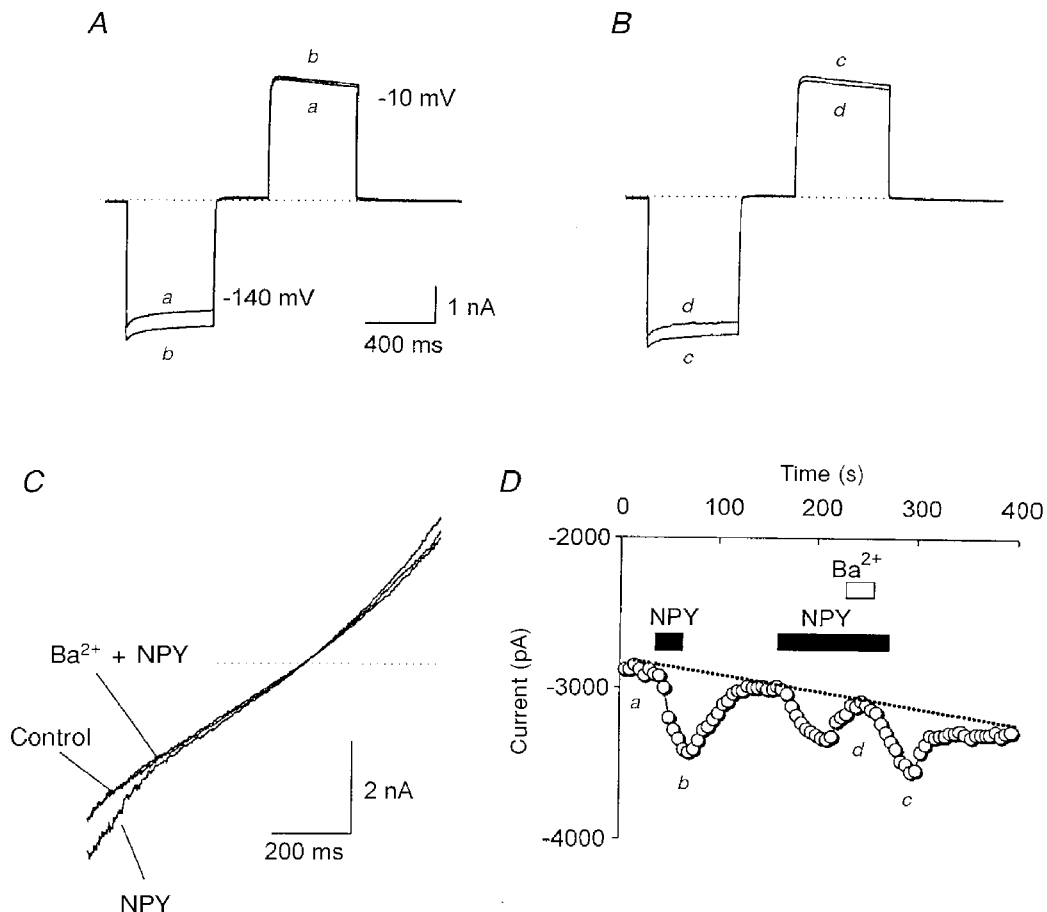 A
b
a
-10 mV
a
-140 mV
b
1 nA
400 ms
B
c
d
d
c
C
Ba2+ + NPY
Control
NPY
2 nA
200 ms
D
Time (s)
0 100 200 300 400
-2000
-3000
-4000
Current (pA)
Ba2+
NPY
NPY
a
b
d
c